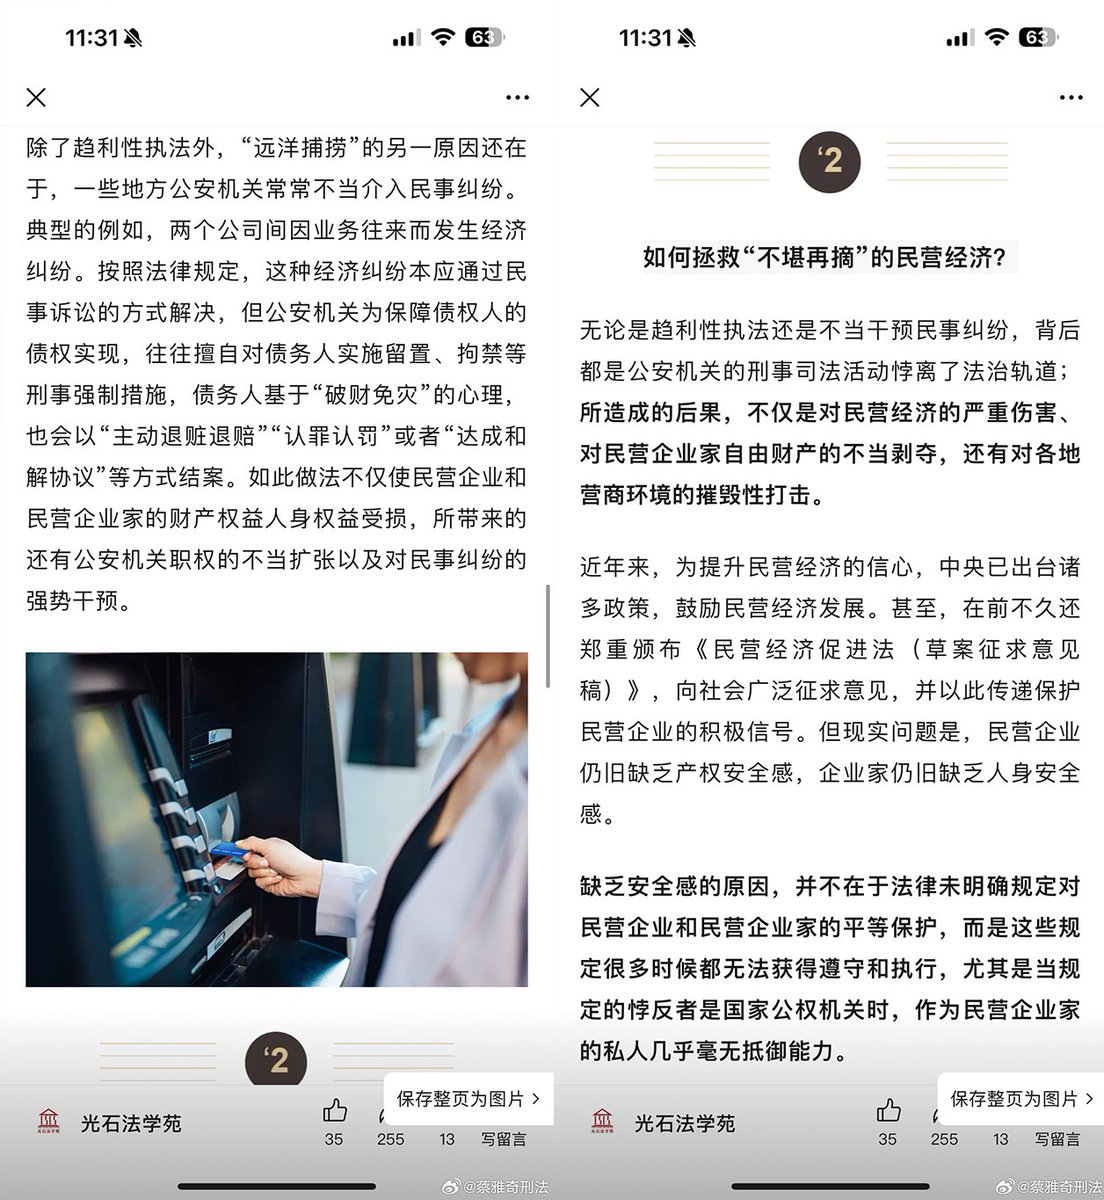 11:31
63
除了趋利性执法外，“远洋捕捞”的另一原因还在
于，一些地方公安机关常常不当介入民事纠纷。
典型的例如，两个公司间因业务往来而发生经济
纠纷。按照法律规定，这种经济纠纷本应通过民
事诉讼的方式解决，但公安机关为保障债权人的
债权实现，往往擅自对债务人实施留置、拘禁等
刑事强制措施，债务人基于“破财免灾”的心理，
也会以“主动退赃退赔”“认罪认罚”或者“达成和
解协议”等方式结案。如此做法不仅使民营企业和
民营企业家的财产权益人身权益受损，所带来的
还有公安机关职权的不当扩张以及对民事纠纷的
强势干预。
‘2
保存整页为图片 >
光石法学苑
光石法学苑
35
255
13
写留言
@蔡雅奇刑法
11:31
63
‘2
如何拯救“不堪再摘”的民营经济？
无论是趋利性执法还是不当干预民事纠纷，背后
都是公安机关的刑事司法活动悖离了法治轨道；
所造成的后果，不仅是对民营经济的严重伤害、
对民营企业家自由财产的不当剥夺，还有对各地
营商环境的摧毁性打击。
近年来，为提升民营经济的信心，中央已出台诸
多政策，鼓励民营经济发展。甚至，在前不久还
郑重颁布《民营经济促进法（草案征求意见
稿）》，向社会广泛征求意见，并以此传递保护
民营企业的积极信号。但现实问题是，民营企业
仍旧缺乏产权安全感，企业家仍旧缺乏人身安全
感。
缺乏安全感的原因，并不在于法律未明确规定对
民营企业和民营企业家的平等保护，而是这些规
定很多时候都无法获得遵守和执行，尤其是当规
定的悖反者是国家公权机关时，作为民营企业家
的私人几乎毫无抵御能力。
保存整页为图片 >
光石法学苑
光石法学苑
35
255
13
写留言
@蔡雅奇刑法